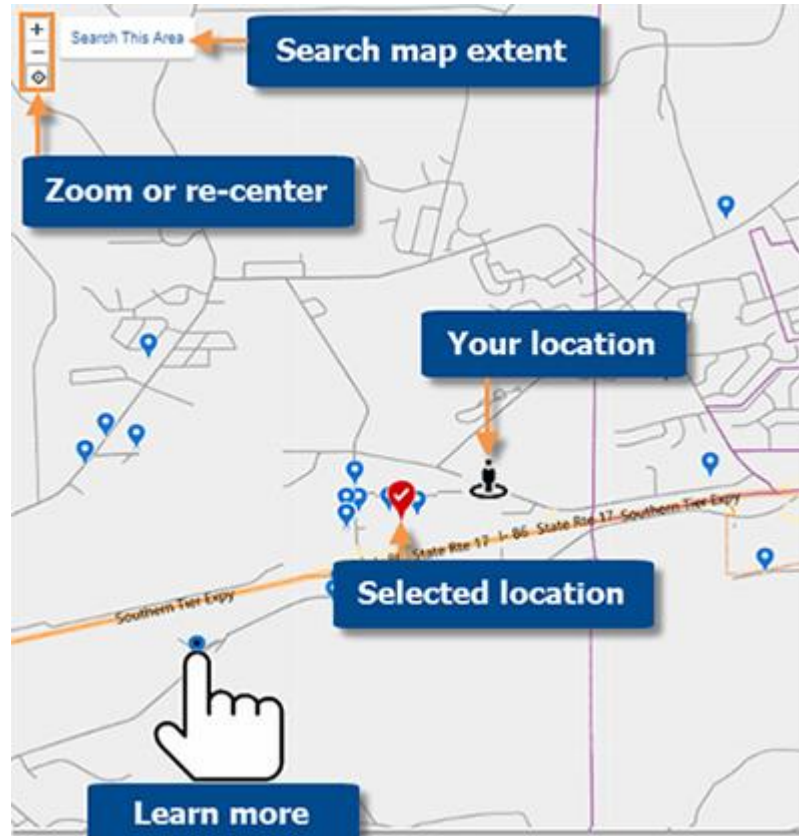 +
Search This Area
Search map extent
−
Zoom or re-center
Your location
State Rte 17 I- 86 State Rte 17 Southern Tier Expy
Selected location
Southern Tier Expy
Learn more